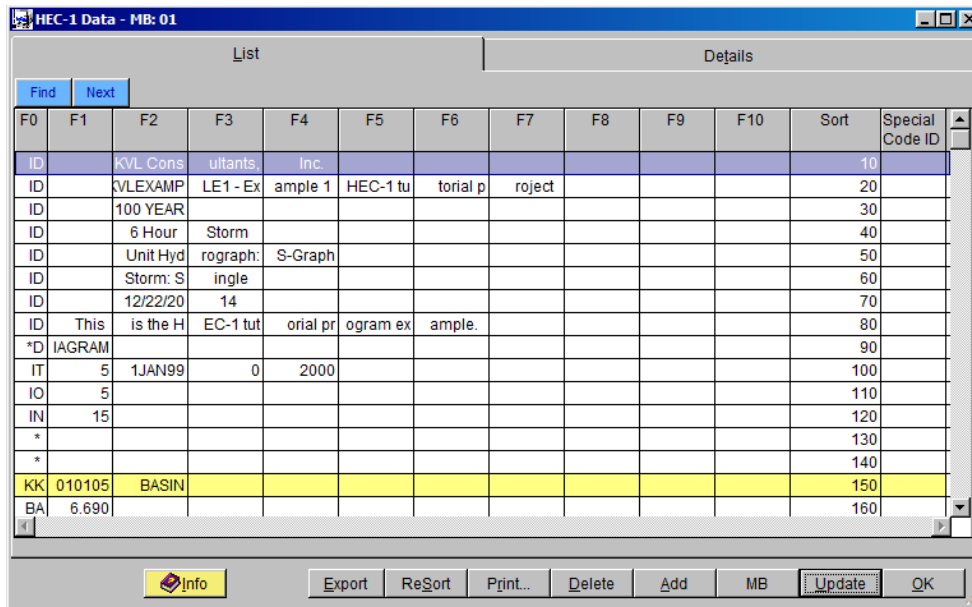 HEC-1 Data - MB: 01
List Details
Find Next
F0 F1 F2 F3 F4 F5 F6 F7 F8 F9 F10 Sort Special Code ID
ID KVL Cons ultants, Inc. 10
ID KVLEXAMP LE1 - Ex ample 1 HEC-1 tu torial p roject 20
ID 100 YEAR 30
ID 6 Hour Storm 40
ID Unit Hyd rograph: S-Graph 50
ID Storm: S ingle 60
ID 12/22/20 14 70
ID This is the H EC-1 tut orial pr ogram ex ample. 80
*D IAGRAM 90
IT 5 1JAN99 0 2000 100
IO 5 110
IN 15 120
* 130
* 140
KK 010105 BASIN 150
BA 6.690 160
Info Export ReSort Print... Delete Add MB Update OK